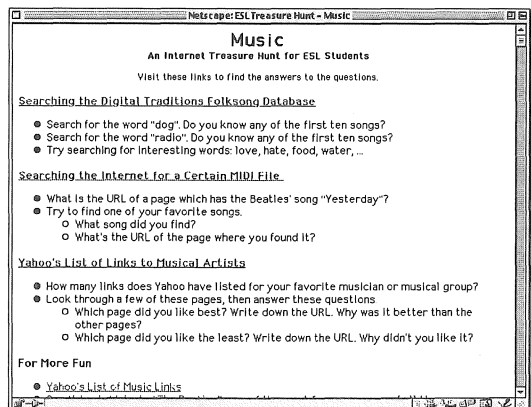 Netscape: ESL Treasure Hunt - Music
Music
An Internet Treasure Hunt for ESL Students
Visit these links to find the answers to the questions.
Searching the Digital Traditions Folksong Database
Search for the word "dog". Do you know any of the first ten songs?
Search for the word "radio". Do you know any of the first ten songs?
Try searching for interesting words: love, hate, food, water, ...
Searching the Internet for a Certain MIDI File
What is the URL of a page which has the Beatles' song "Yesterday"?
Try to find one of your favorite songs.
What song did you find?
What's the URL of the page where you found it?
Yahoo's List of Links to Musical Artists
How many links does Yahoo have listed for your favorite musician or musical group?
Look through a few of these pages, then answer these questions
Which page did you like best? Write down the URL. Why was it better than the
other pages?
Which page did you like the least? Write down the URL. Why didn't you like it?
For More Fun
Yahoo's List of Music Links